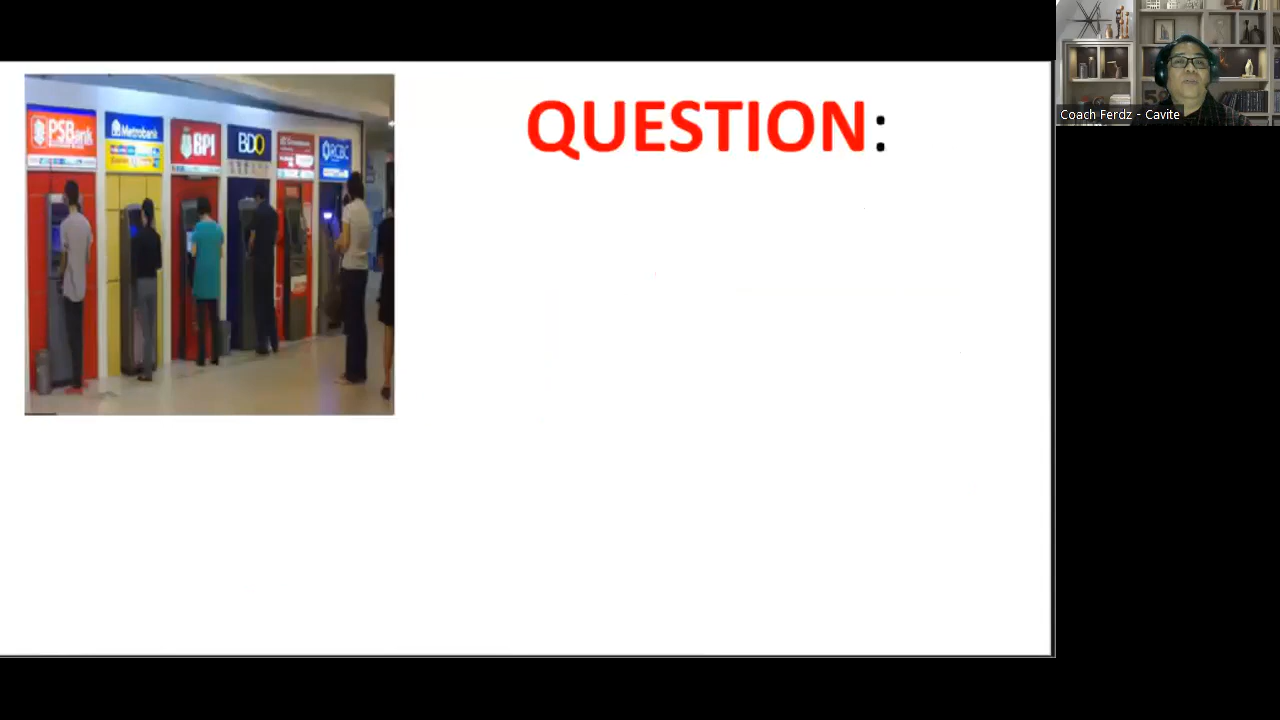 QUESTION:
PSBank
Metrobank
BPI
BDO
RCBC
Coach Ferdz - Cavite